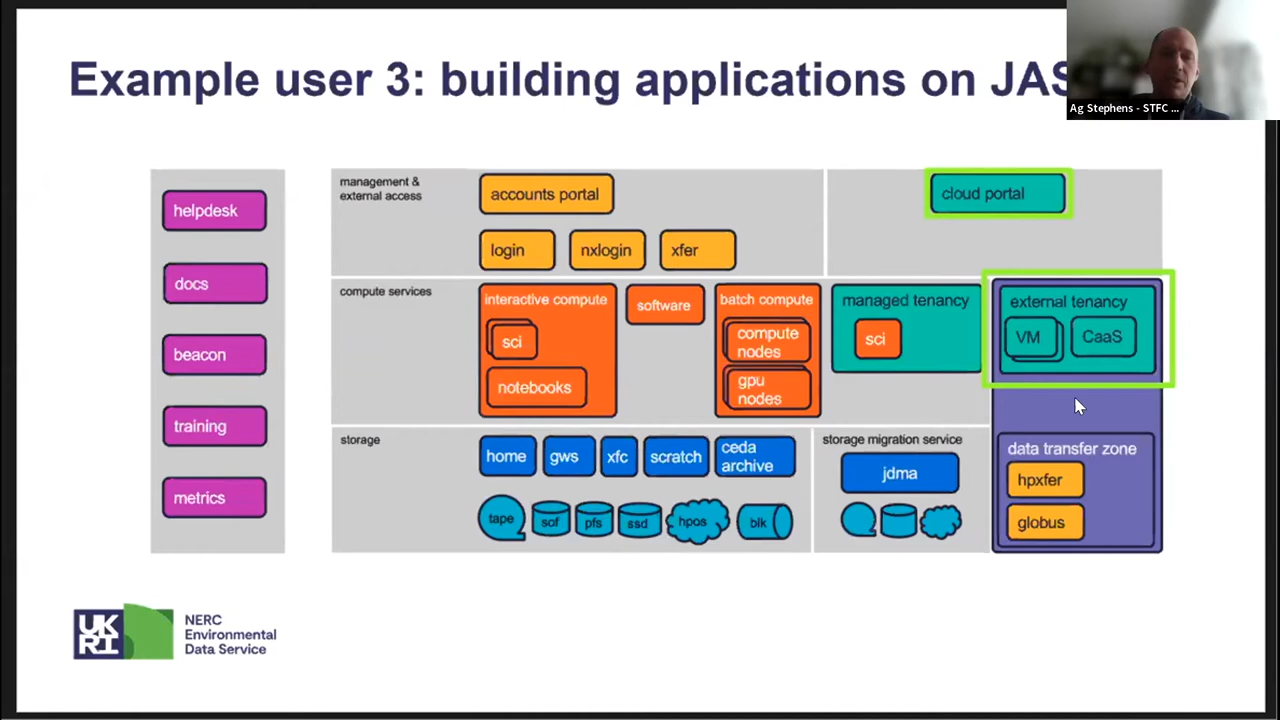 Example user 3: building applications on JAS
Ag Stephens - STFC ...
helpdesk
docs
beacon
training
metrics
management &
external access
accounts portal
login
nxlogin
xfer
cloud portal
compute services
interactive compute
sci
notebooks
software
batch compute
compute
nodes
gpu
nodes
managed tenancy
sci
external tenancy
VM
CaaS
storage
home
gws
xfc
scratch
ceda
archive
tape
sof
pfs
ssd
hpos
blk
storage migration service
jdma
data transfer zone
hpxfer
globus
UK
RI
NERC
Environmental
Data Service